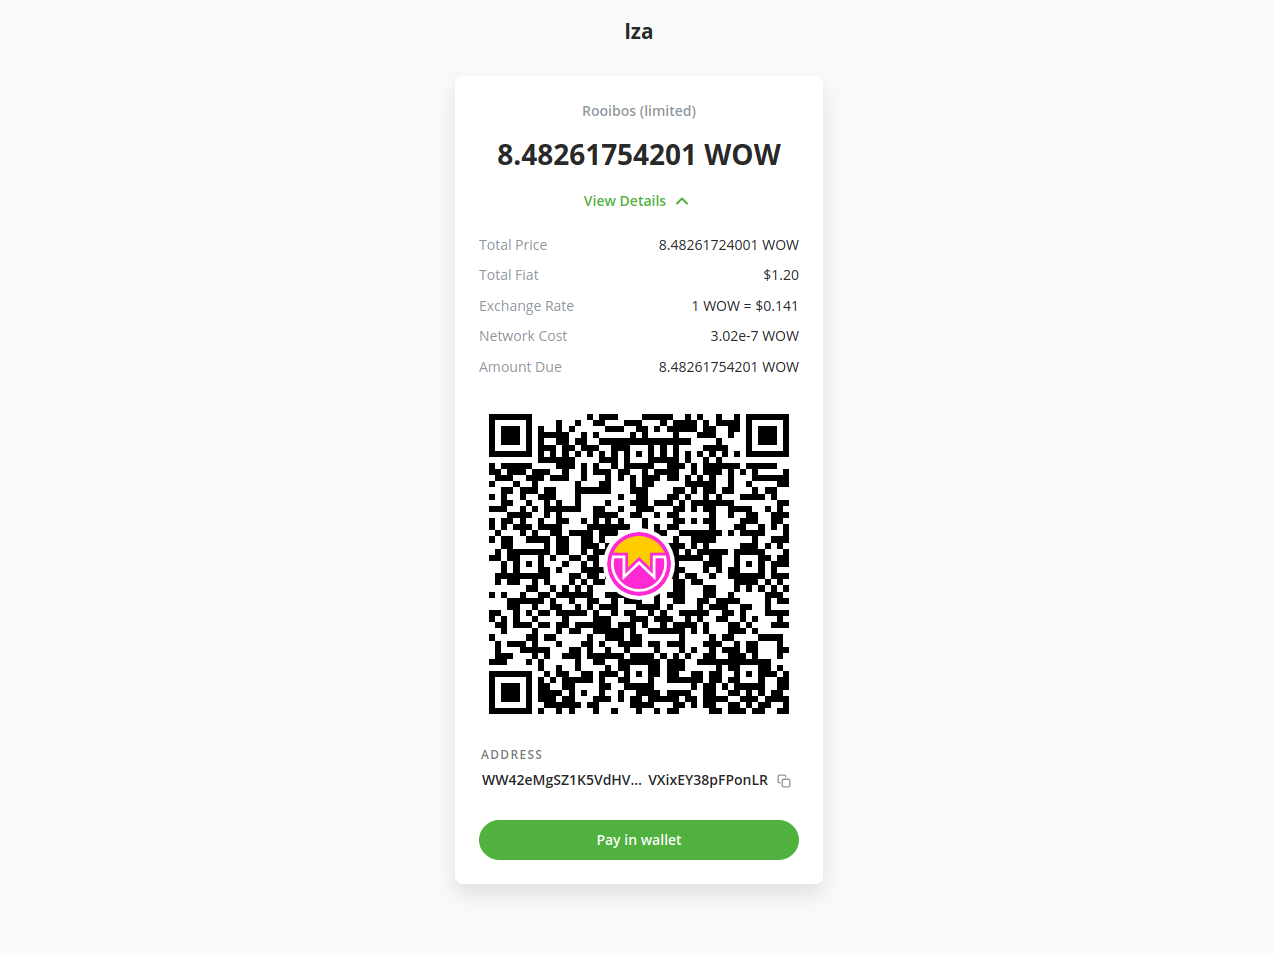 lza
Rooibos (limited)
8.48261754201 WOW
View Details
Total Price 8.48261724001 WOW
Total Fiat $1.20
Exchange Rate 1 WOW = $0.141
Network Cost 3.02e-7 WOW
Amount Due 8.48261754201 WOW
ADDRESS
WW42eMgSZ1K5VdHV... VXixEY38pFPonLR
Pay in wallet